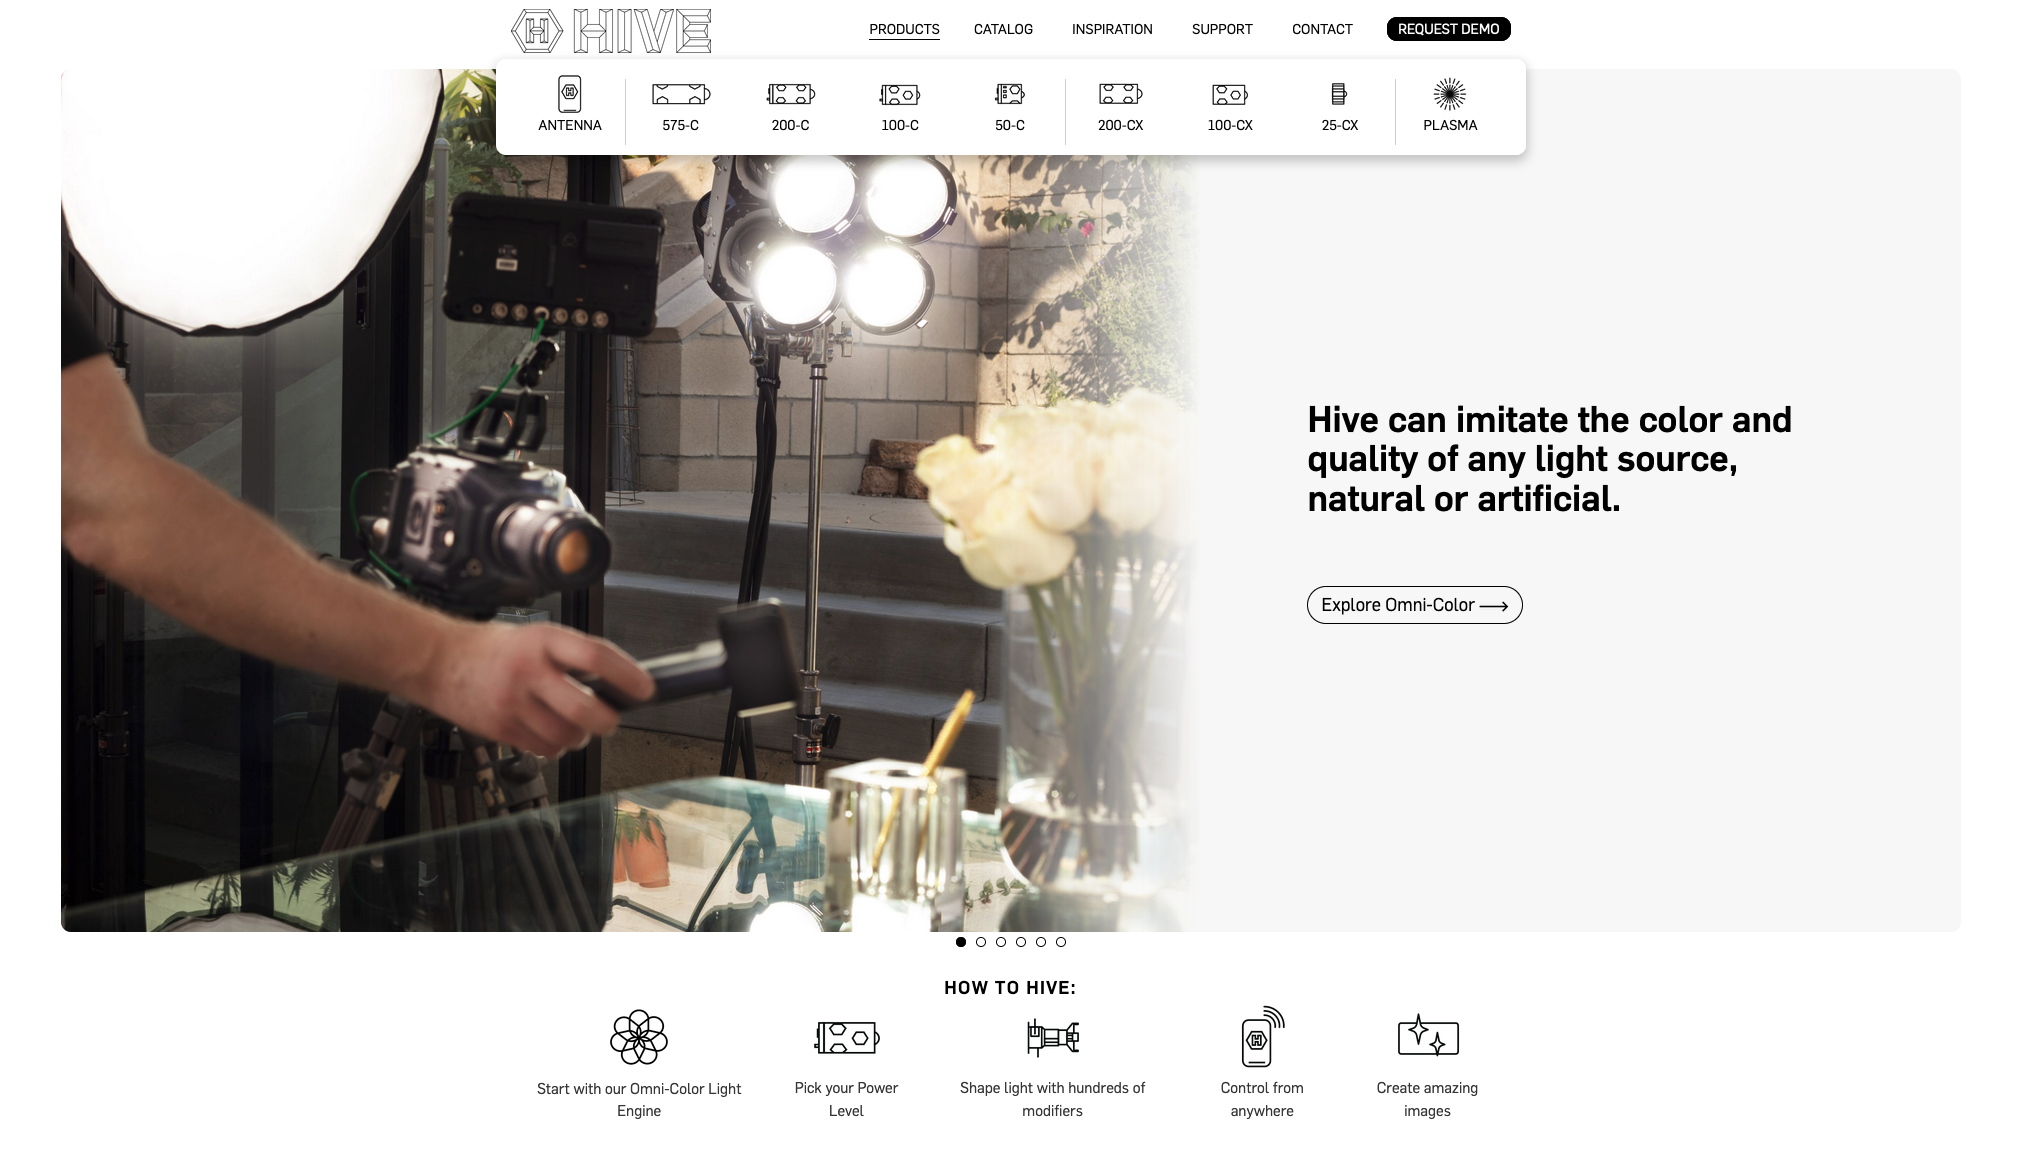 HIVE
PRODUCTS CATALOG INSPIRATION SUPPORT CONTACT REQUEST DEMO
ANTENNA 575-C 200-C 100-C 50-C 200-CX 100-CX 25-CX PLASMA
Hive can imitate the color and
quality of any light source,
natural or artificial.
Explore Omni-Color
HOW TO HIVE:
Start with our Omni-Color Light
Engine
Pick your Power
Level
Shape light with hundreds of
modifiers
Control from
anywhere
Create amazing
images